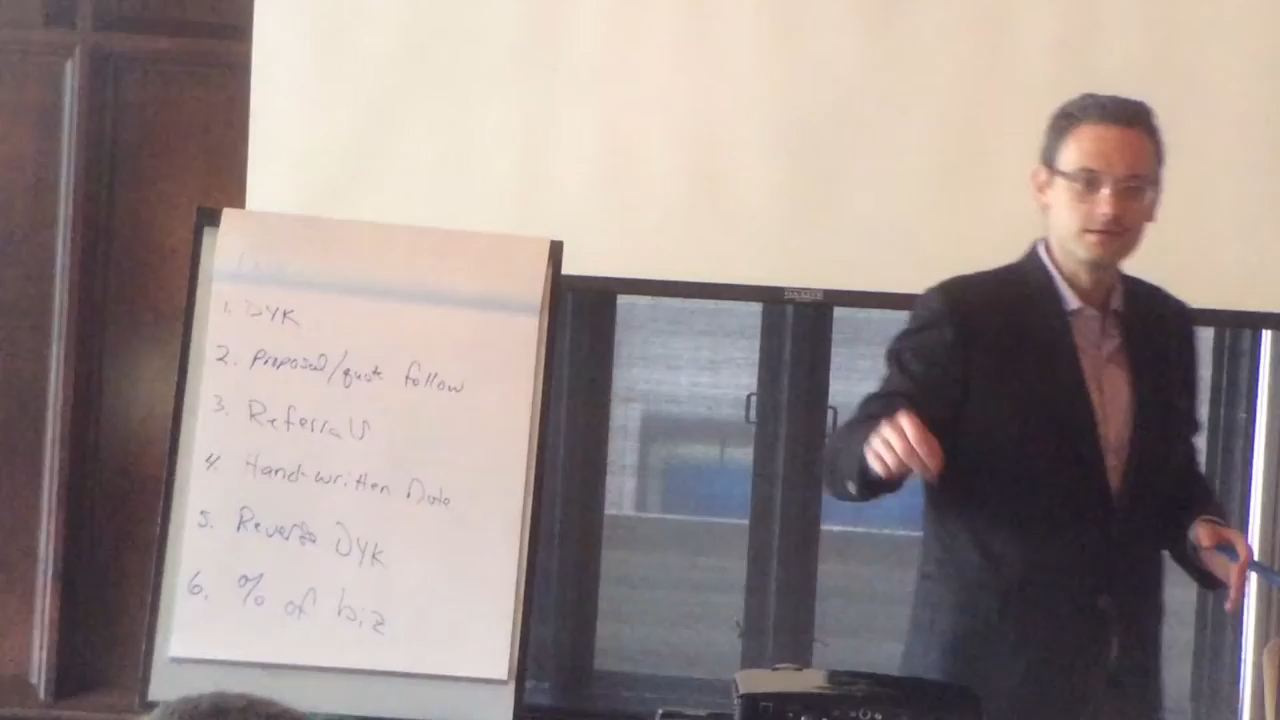 1. DYK
2. Proposal/quote follow
3. Referrals
4. Hand-written Note
5. Reverse DYK
6. % of biz